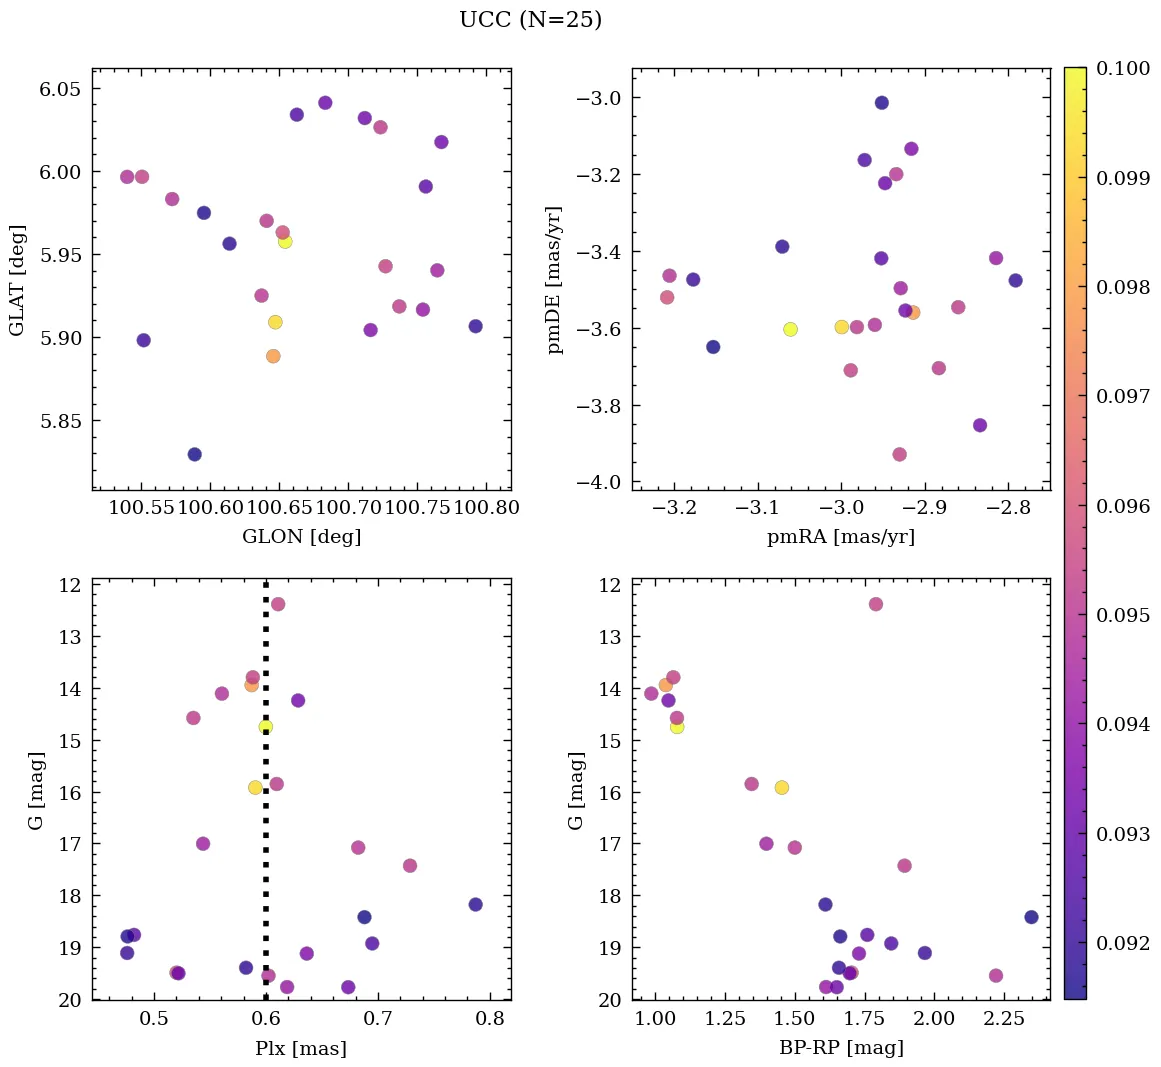 UCC (N=25)
6.05
6.00
5.95
5.90
5.85
GLAT [deg]
100.55 100.60 100.65 100.70 100.75 100.80
GLON [deg]
−3.0
−3.2
−3.4
−3.6
−3.8
−4.0
pmDE [mas/yr]
−3.2 −3.1 −3.0 −2.9 −2.8
pmRA [mas/yr]
0.100
0.099
0.098
0.097
0.096
0.095
0.094
0.093
0.092
12
13
14
15
16
17
18
19
20
G [mag]
0.5 0.6 0.7 0.8
Plx [mas]
12
13
14
15
16
17
18
19
20
G [mag]
1.00 1.25 1.50 1.75 2.00 2.25
BP-RP [mag]